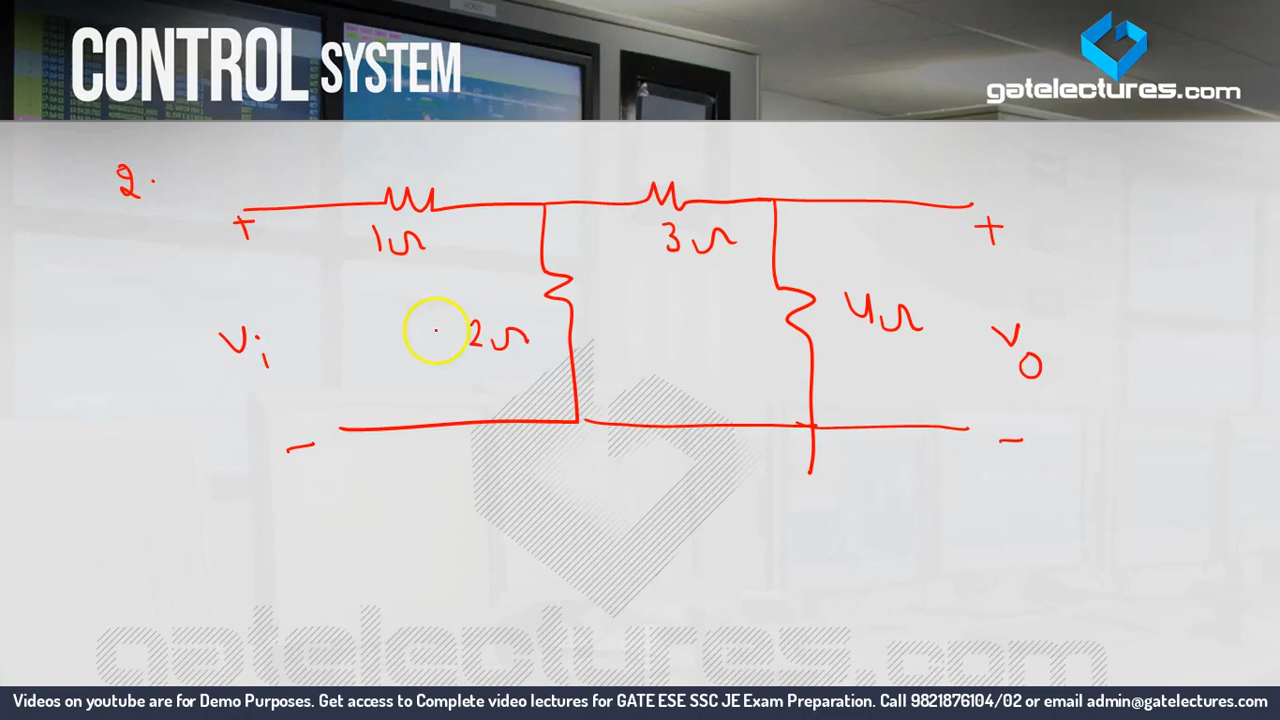 CONTROL SYSTEM
gatelectures.com
2.
+ 1Ω 3Ω +
Vi 2Ω 4Ω Vo
- -
gatelectures.com
Videos on youtube are for Demo Purposes. Get access to Complete video lectures for GATE ESE SSC JE Exam Preparation. Call 9821876104/02 or email admin@gatelectures.com